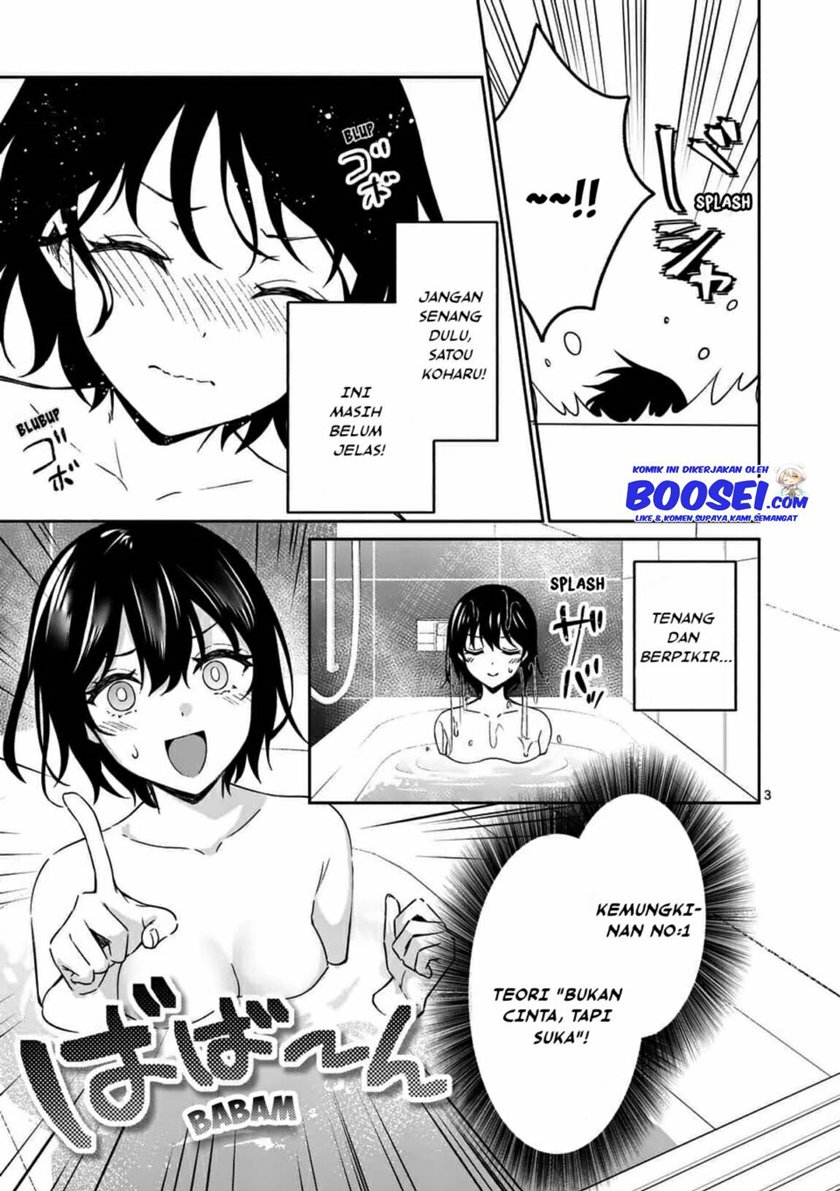 ~~!!
バシャ
SPLASH
BLUP
ゴボ
JANGAN
SENANG
DULU,
SATOU
KOHARU!
INI
MASIH
BELUM
JELAS!
BLUBUP
ゴボ
KOMIK INI DIKERJAKAN OLEH
BOOSEI.COM
LIKE & KOMEN SUPAYA KAMI SEMANGAT
TENANG
DAN
BERPIKIR...
SPLASH
ザバ
3
KEMUNGKI-
NAN NO:1
TEORI "BUKAN
CINTA, TAPI
SUKA"!
ばば～ん
BABAM